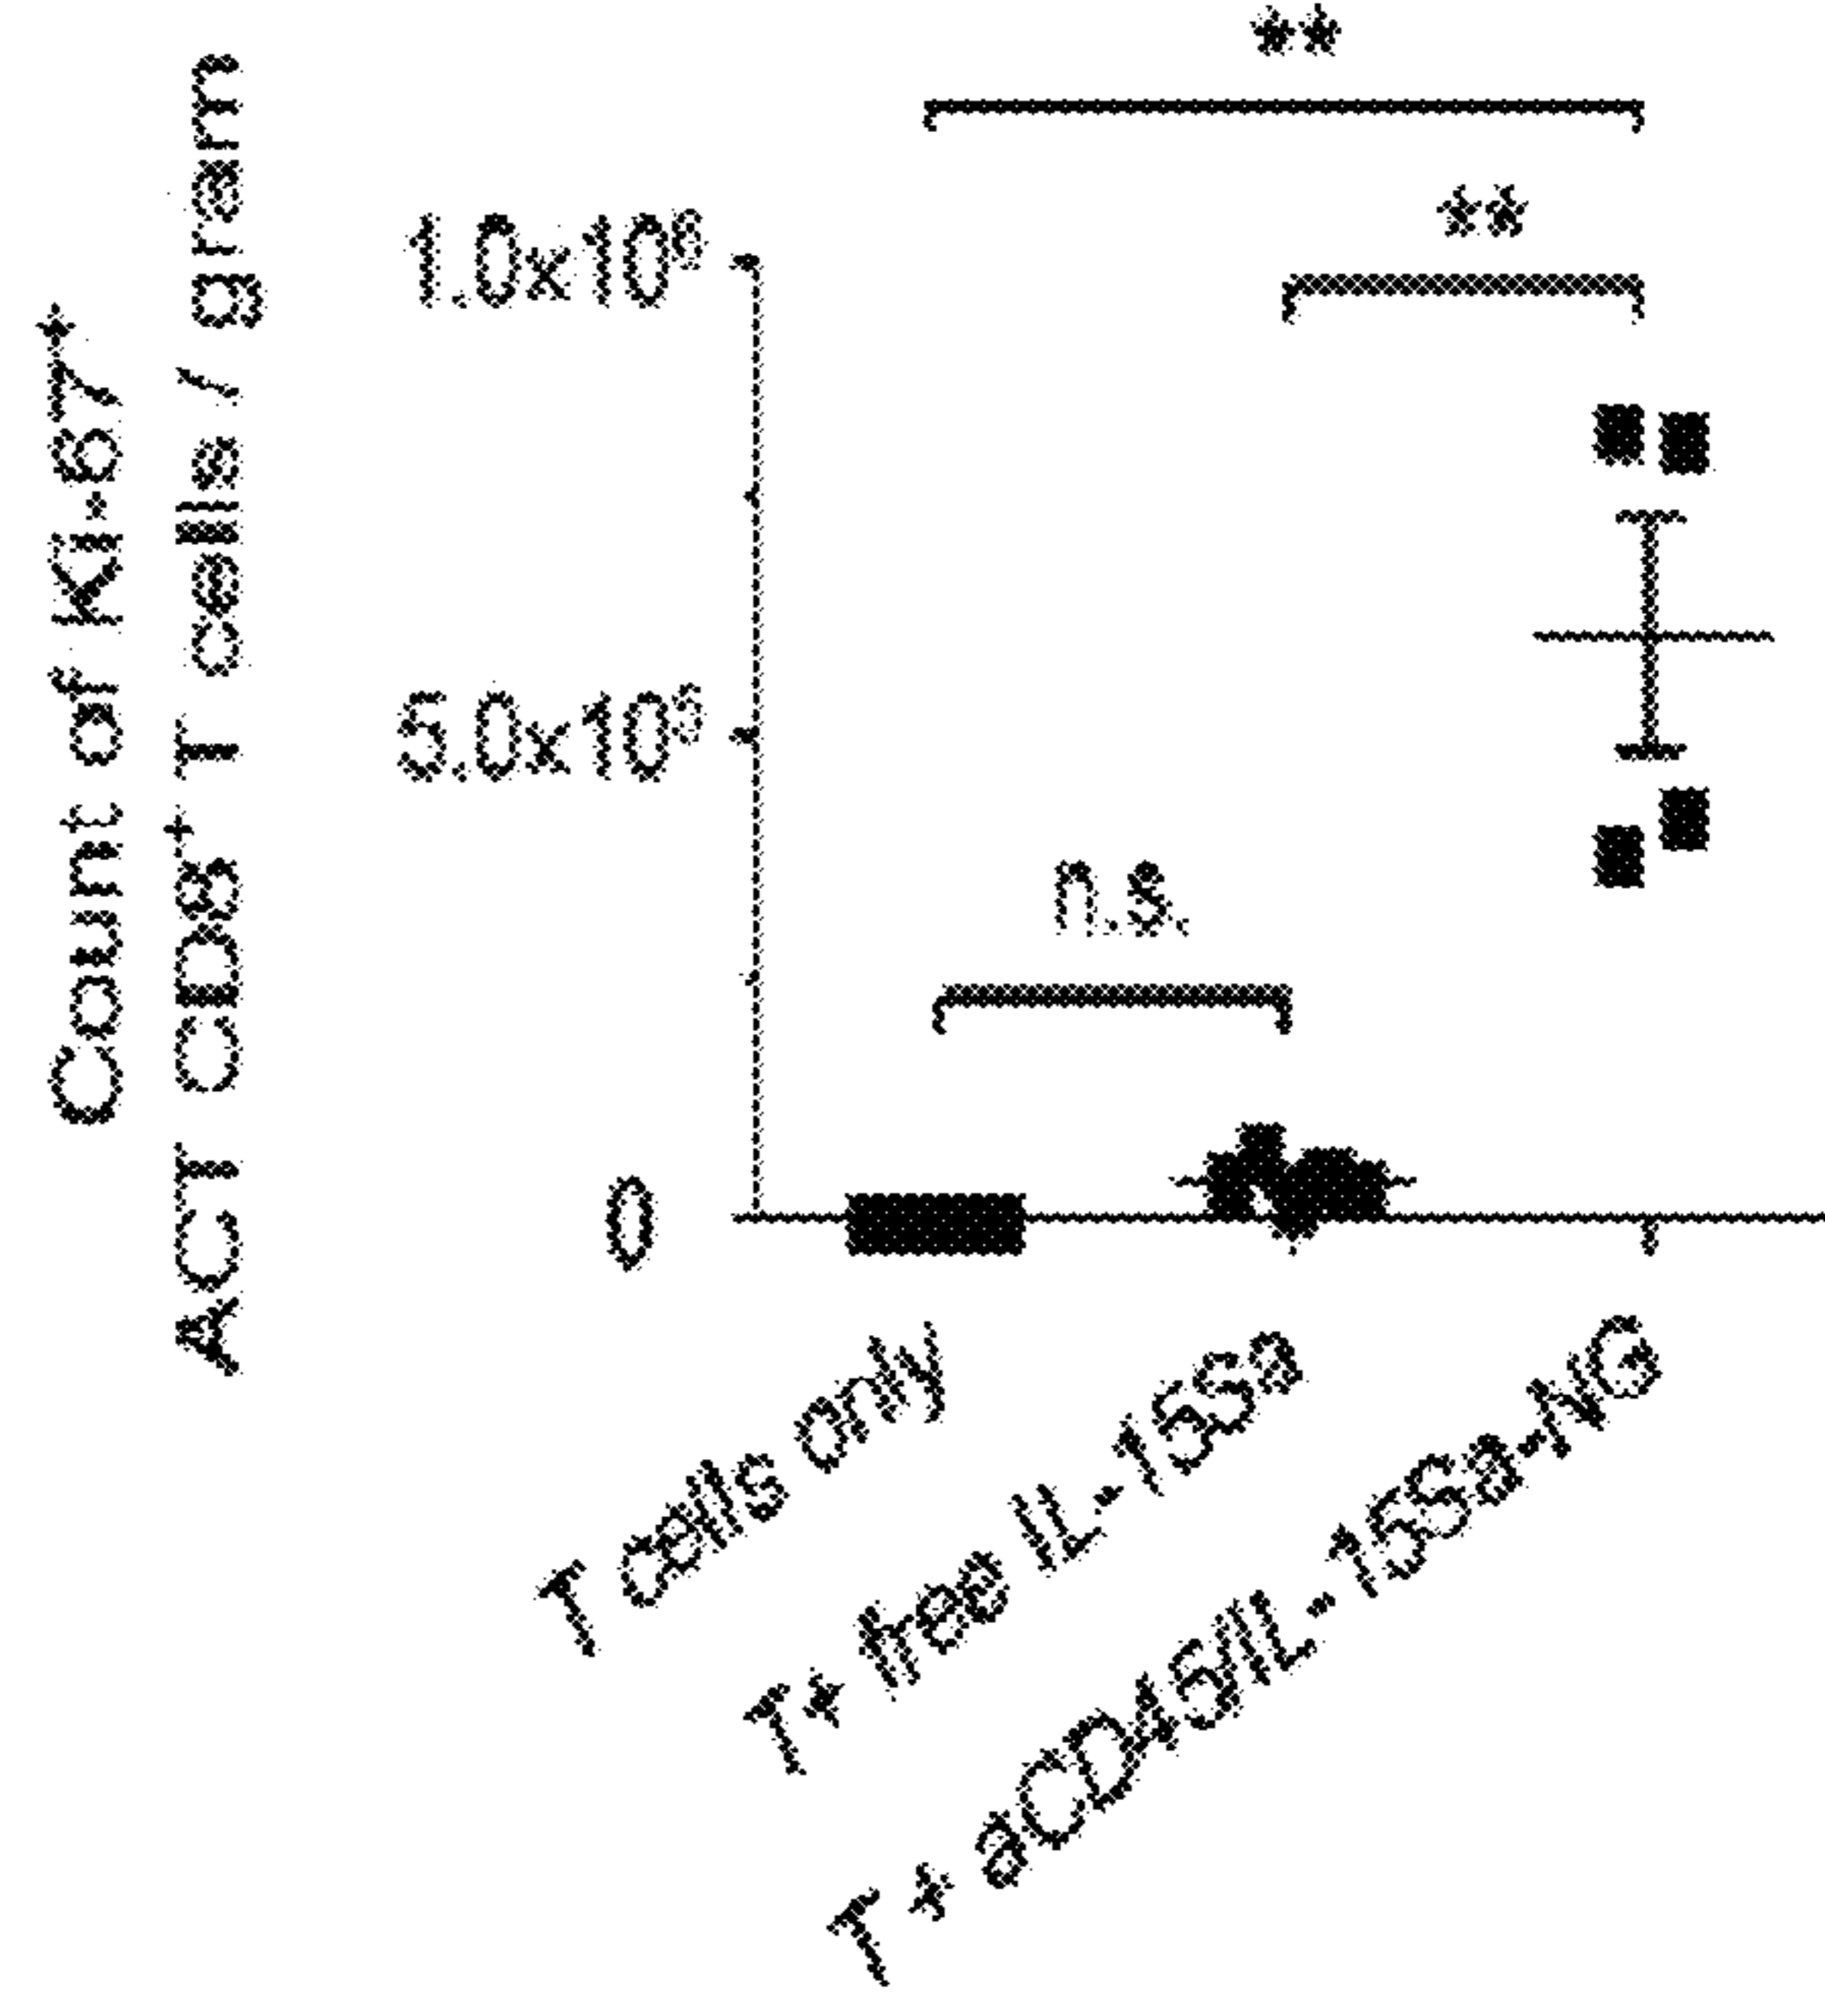 Count of Ki-67⁺
ACT CD8⁺ T cells / gram
**
**
1.0x10⁶
5.0x10⁵
n.s.
0
T cells only
T+ free IL-15Sa
T + aCD45/IL-15Sa-NG